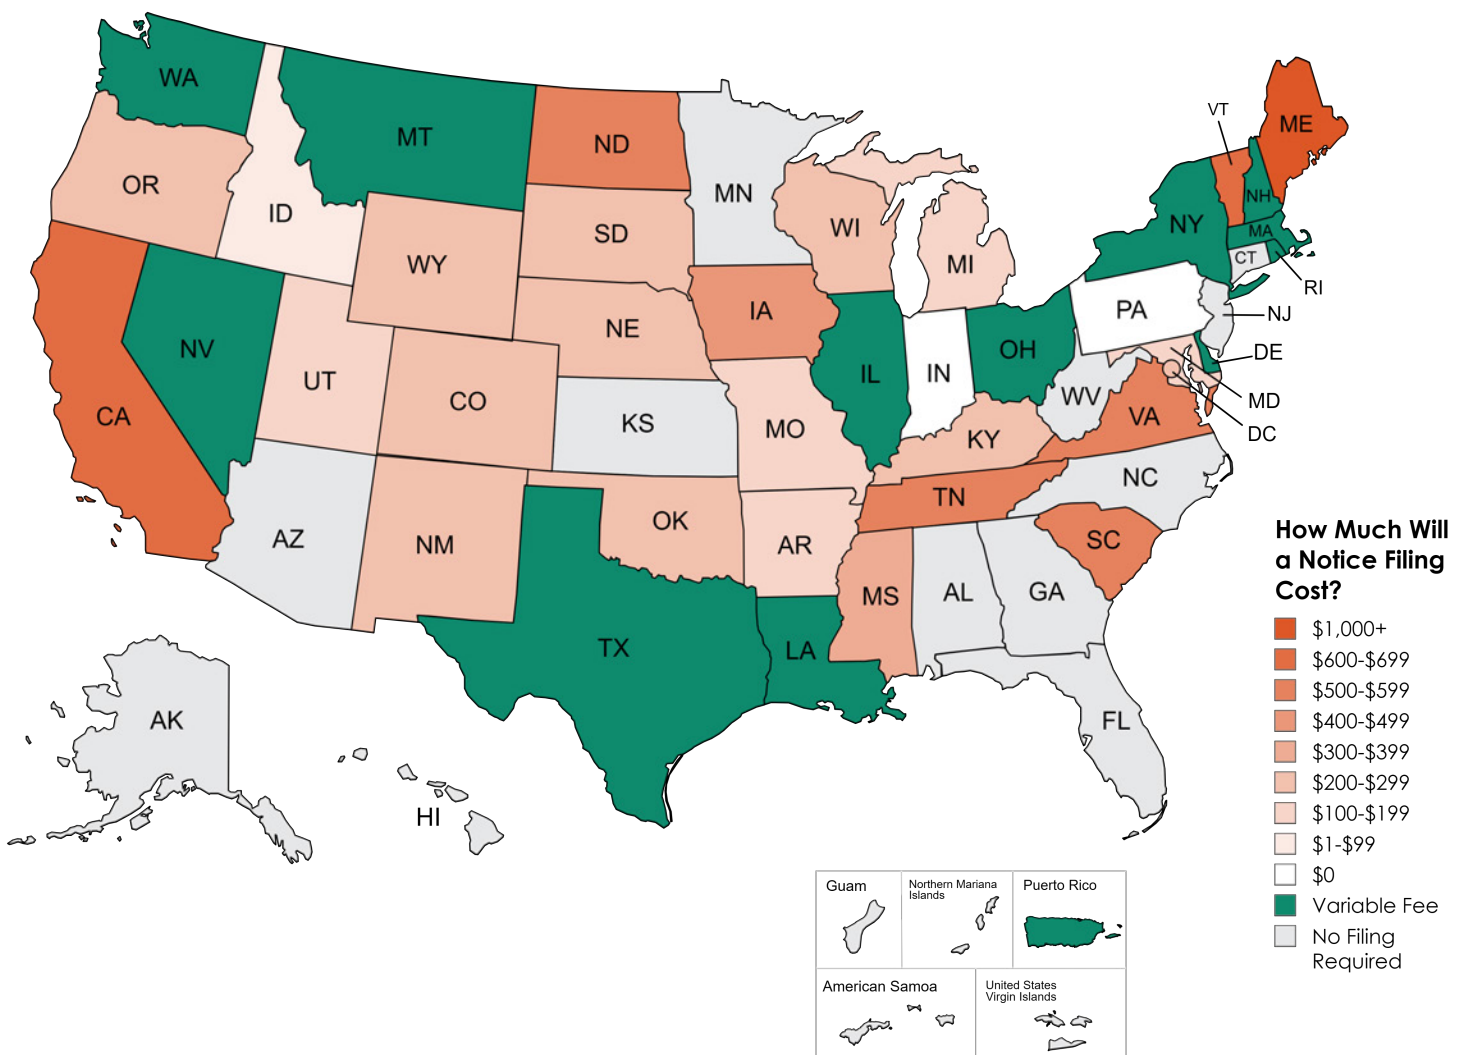 WA
MT
ND
MN
VT
ME
OR
ID
SD
WI
NH
NY
MA
WY
MI
CT
RI
NV
NE
IA
PA
NJ
UT
CO
IL
IN
OH
DE
CA
KS
MO
WV
MD
KY
VA
DC
TN
NC
AZ
NM
OK
AR
SC
MS
AL
GA
TX
LA
AK
FL
HI
How Much Will
a Notice Filing
Cost?
$1,000+
$600-$699
$500-$599
$400-$499
$300-$399
$200-$299
$100-$199
$1-$99
$0
Variable Fee
No Filing
Required
Guam
Northern Mariana
Islands
Puerto Rico
American Samoa
United States
Virgin Islands